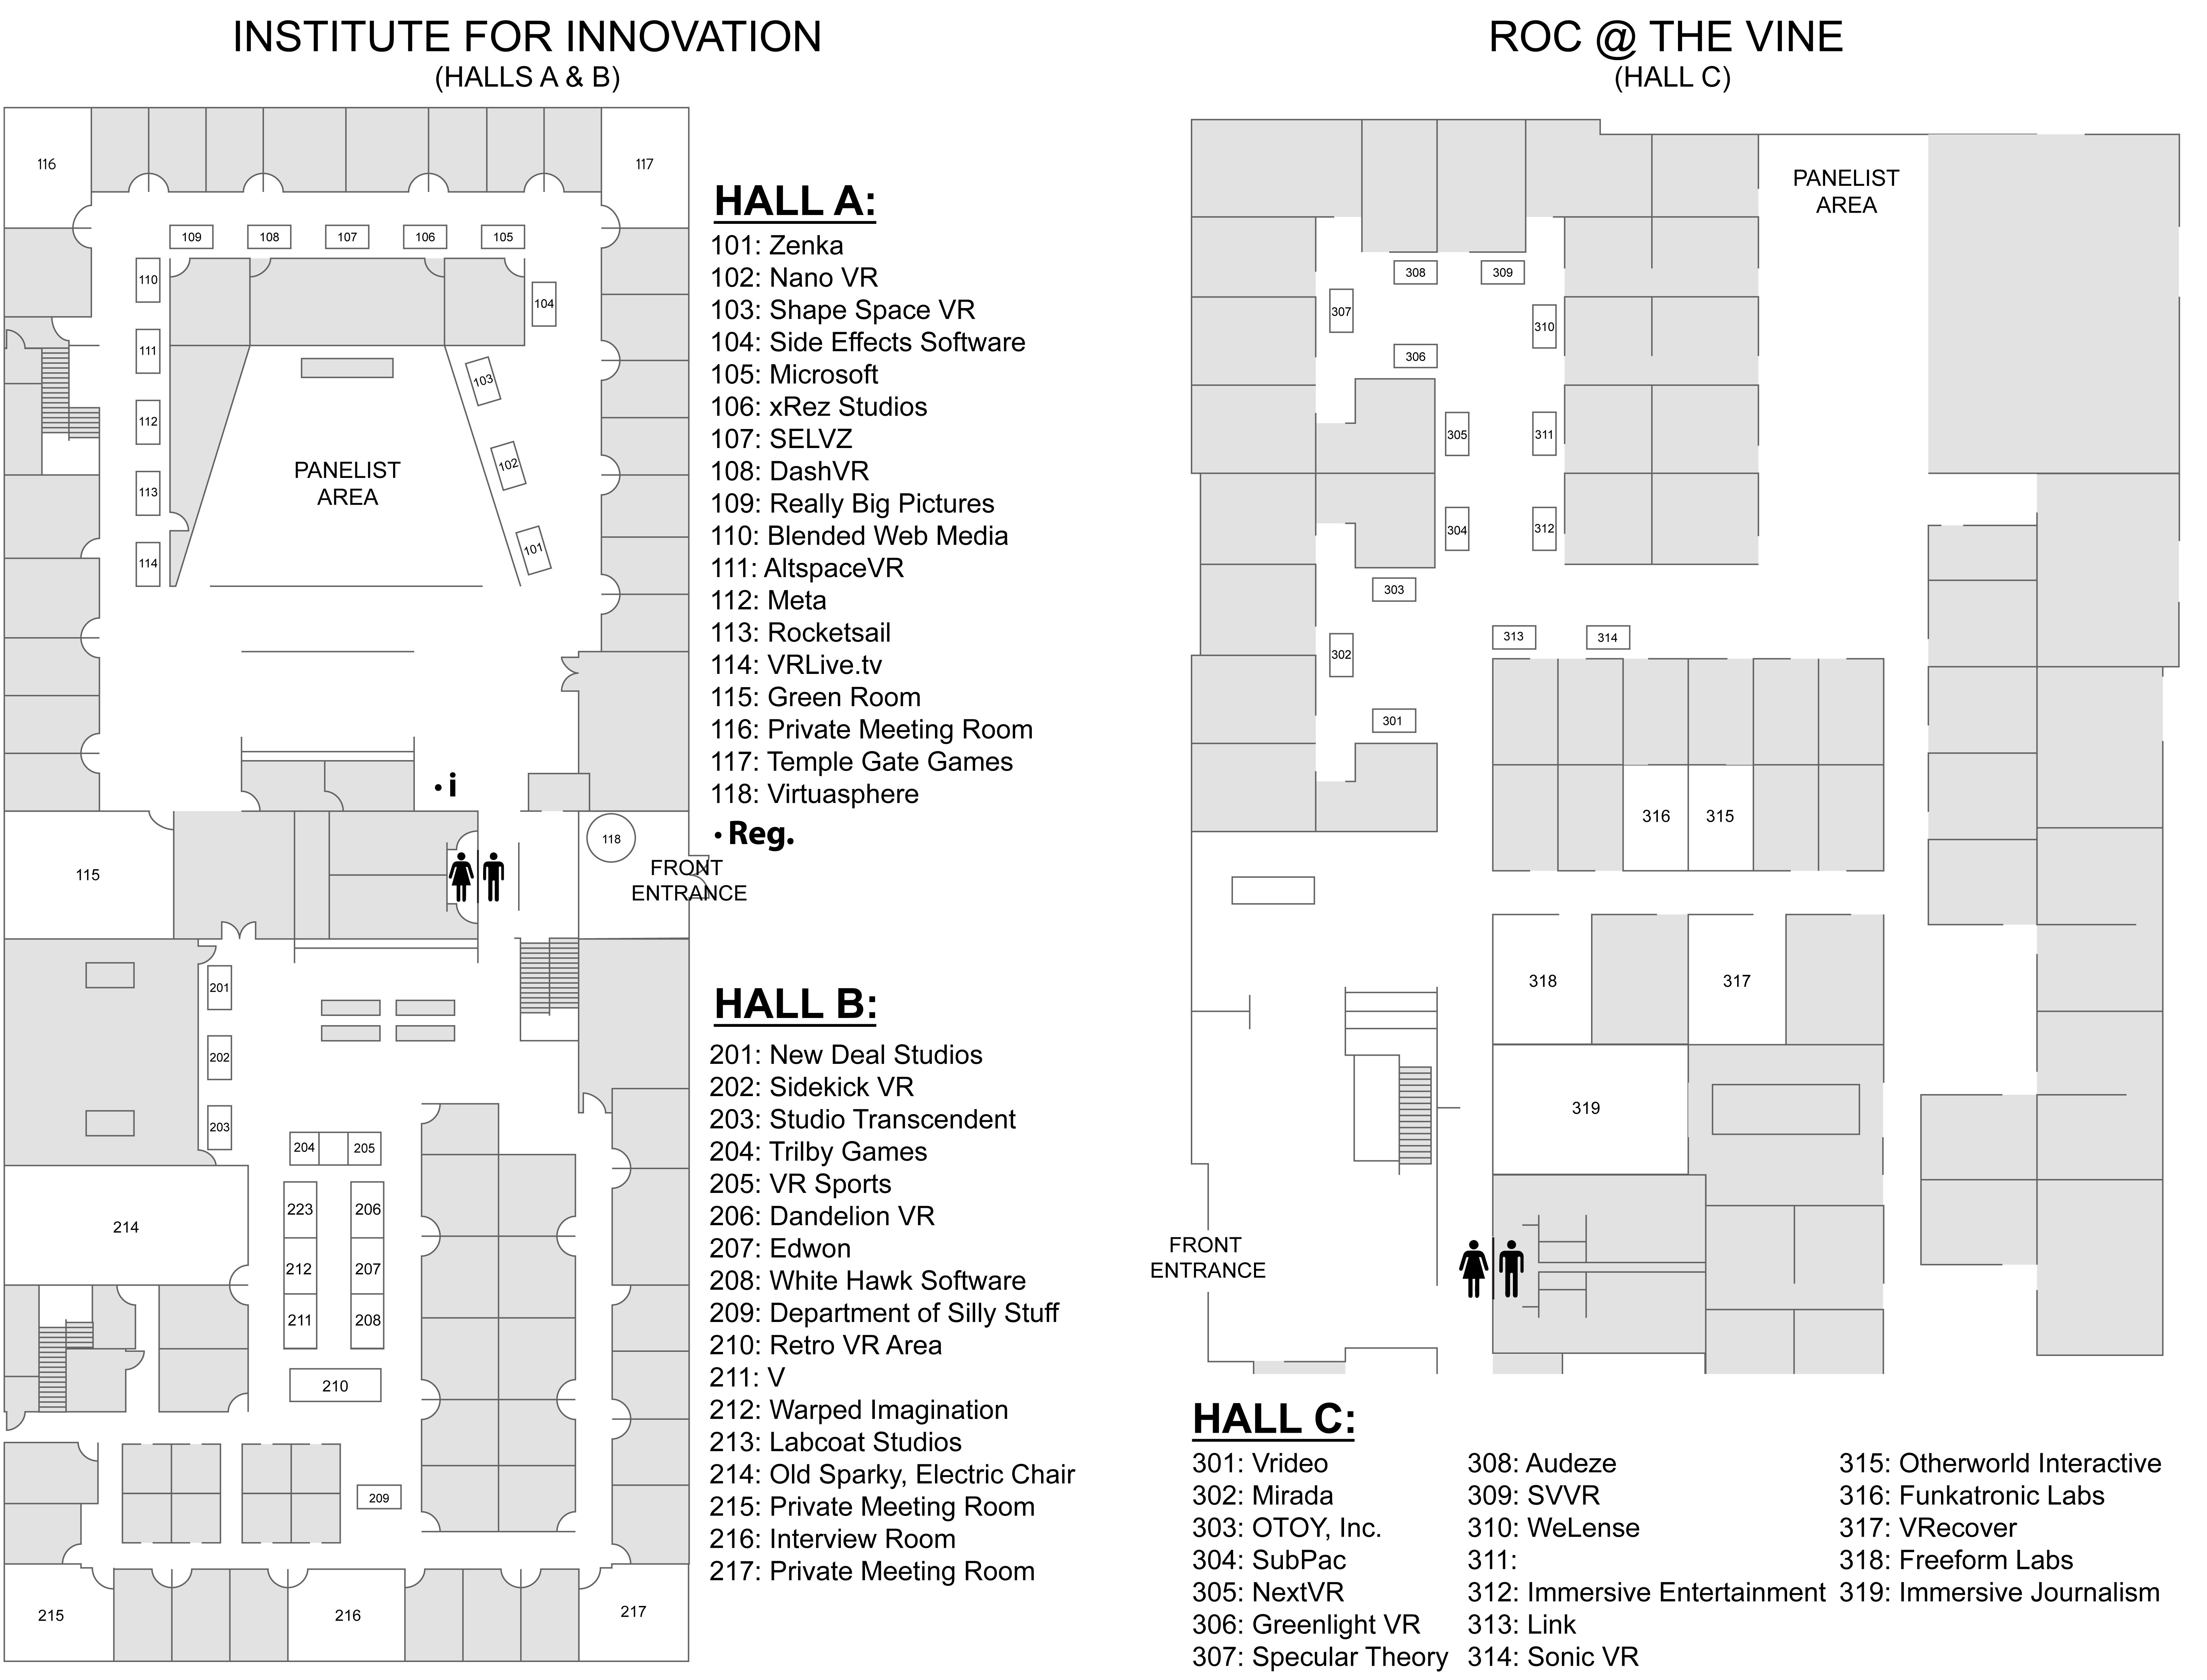 INSTITUTE FOR INNOVATION
(HALLS A & B)
116
117
109
108
107
106
105
110
104
111
103
112
PANELIST
AREA
102
113
101
114
• i
118
115
FRONT
ENTRANCE
201
202
203
204
205
223
206
214
212
207
211
208
210
209
215
216
217
HALL A:
101: Zenka
102: Nano VR
103: Shape Space VR
104: Side Effects Software
105: Microsoft
106: xRez Studios
107: SELVZ
108: DashVR
109: Really Big Pictures
110: Blended Web Media
111: AltspaceVR
112: Meta
113: Rocketsail
114: VRLive.tv
115: Green Room
116: Private Meeting Room
117: Temple Gate Games
118: Virtuasphere
• Reg.
HALL B:
201: New Deal Studios
202: Sidekick VR
203: Studio Transcendent
204: Trilby Games
205: VR Sports
206: Dandelion VR
207: Edwon
208: White Hawk Software
209: Department of Silly Stuff
210: Retro VR Area
211: V
212: Warped Imagination
213: Labcoat Studios
214: Old Sparky, Electric Chair
215: Private Meeting Room
216: Interview Room
217: Private Meeting Room
ROC @ THE VINE
(HALL C)
PANELIST
AREA
308
309
307
310
306
305
311
304
312
303
313
314
302
301
316
315
318
317
319
FRONT
ENTRANCE
HALL C:
301: Vrideo
302: Mirada
303: OTOY, Inc.
304: SubPac
305: NextVR
306: Greenlight VR
307: Specular Theory
308: Audeze
309: SVVR
310: WeLense
311:
312: Immersive Entertainment
313: Link
314: Sonic VR
315: Otherworld Interactive
316: Funkatronic Labs
317: VRecover
318: Freeform Labs
319: Immersive Journalism